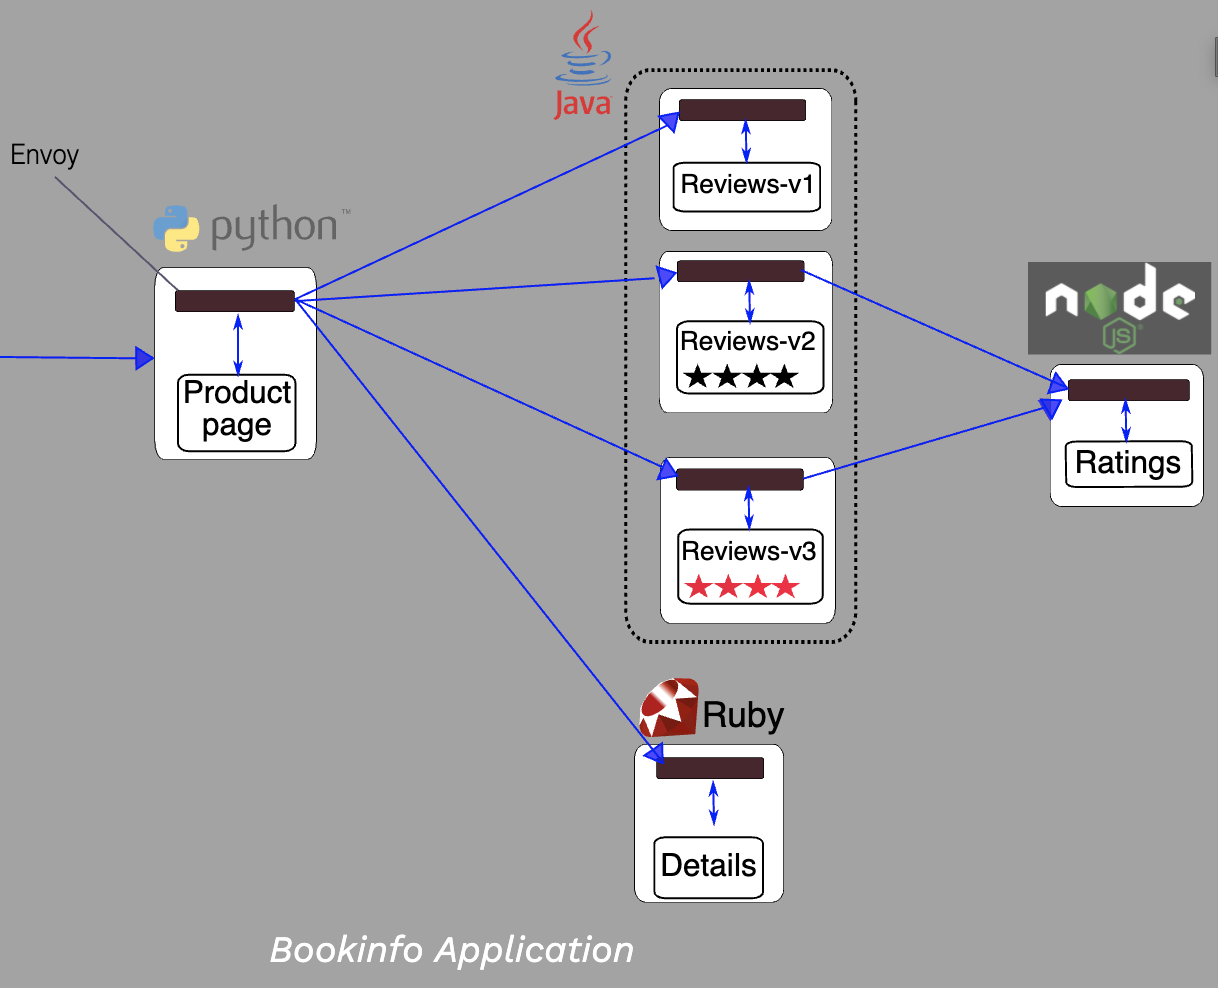 Java
Envoy
python™
Product
page
Reviews-v1
Reviews-v2
Reviews-v3
node
JS
Ratings
Ruby
Details
Bookinfo Application